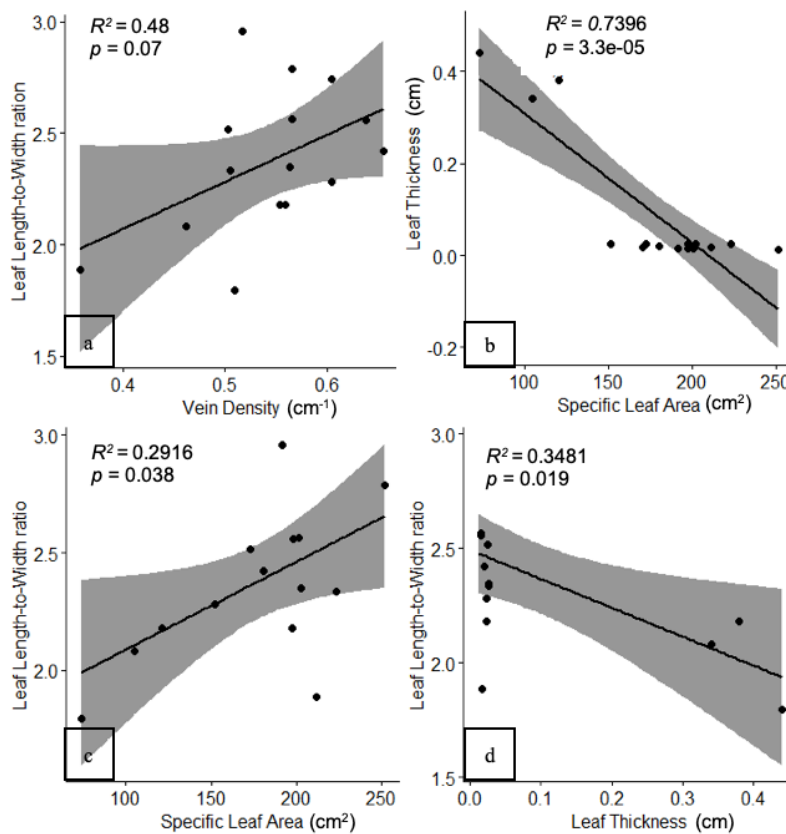 R² = 0.48
p = 0.07
3.0
2.5
2.0
1.5
Leaf Length-to-Width ration
a
0.4
0.5
0.6
Vein Density (cm⁻¹)
R² = 0.7396
p = 3.3e-05
0.4
0.2
0.0
-0.2
Leaf Thickness (cm)
b
100
150
200
250
Specific Leaf Area (cm²)
R² = 0.2916
p = 0.038
3.0
2.5
2.0
Leaf Length-to-Width ratio
c
100
150
200
250
Specific Leaf Area (cm²)
R² = 0.3481
p = 0.019
3.0
2.5
2.0
1.5
Leaf Length-to-Width ratio
d
0.0
0.1
0.2
0.3
0.4
Leaf Thickness (cm)